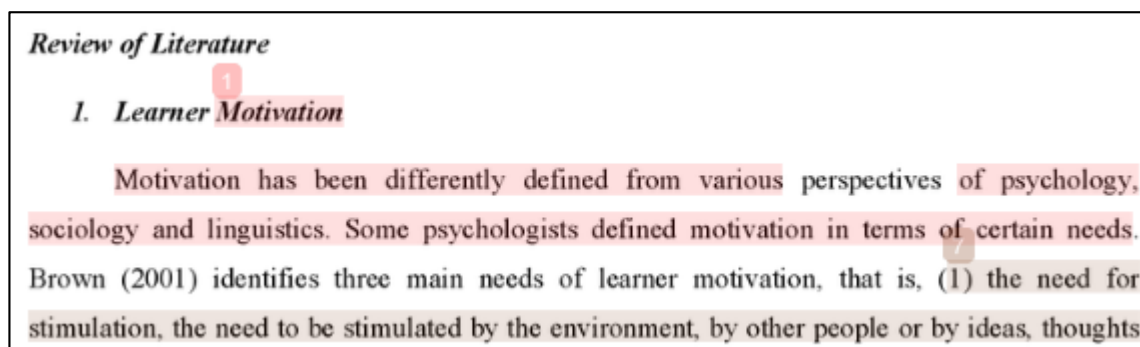 Review of Literature
1
1. Learner Motivation
Motivation has been differently defined from various perspectives of psychology,
sociology and linguistics. Some psychologists defined motivation in terms of certain needs.
7
Brown (2001) identifies three main needs of learner motivation, that is, (1) the need for
stimulation, the need to be stimulated by the environment, by other people or by ideas, thoughts